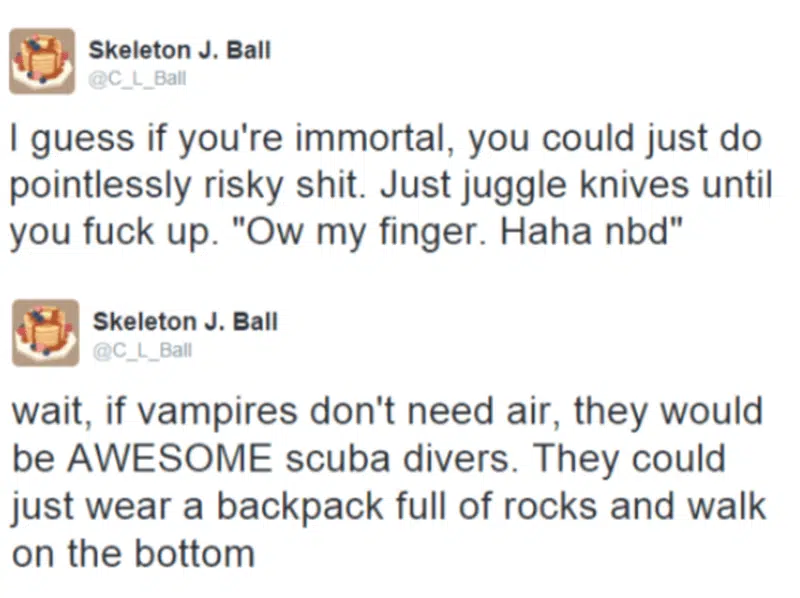 Skeleton J. Ball
@C_L_Ball
I guess if you're immortal, you could just do
pointlessly risky shit. Just juggle knives until
you fuck up. "Ow my finger. Haha nbd"
Skeleton J. Ball
@C_L_Ball
wait, if vampires don't need air, they would
be AWESOME scuba divers. They could
just wear a backpack full of rocks and walk
on the bottom